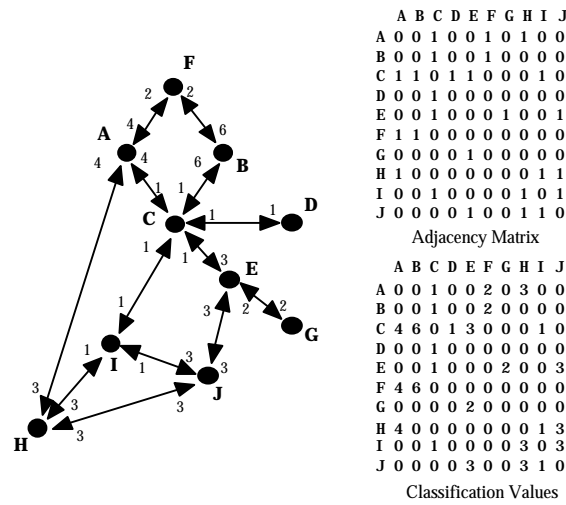 F
2 2
4 6
A
4 4 6 B
1 1
C 1 1 D
1 1 3 E
3 2 2 G
1
1 I 3
1 3 J
3 3
H 3 3
A B C D E F G H I J
A 0 0 1 0 0 1 0 1 0 0
B 0 0 1 0 0 1 0 0 0 0
C 1 1 0 1 1 0 0 0 1 0
D 0 0 1 0 0 0 0 0 0 0
E 0 0 1 0 0 0 1 0 0 1
F 1 1 0 0 0 0 0 0 0 0
G 0 0 0 0 1 0 0 0 0 0
H 1 0 0 0 0 0 0 0 1 1
I 0 0 1 0 0 0 0 1 0 1
J 0 0 0 0 1 0 0 1 1 0
Adjacency Matrix
A B C D E F G H I J
A 0 0 1 0 0 2 0 3 0 0
B 0 0 1 0 0 2 0 0 0 0
C 4 6 0 1 3 0 0 0 1 0
D 0 0 1 0 0 0 0 0 0 0
E 0 0 1 0 0 0 2 0 0 3
F 4 6 0 0 0 0 0 0 0 0
G 0 0 0 0 2 0 0 0 0 0
H 4 0 0 0 0 0 0 0 1 3
I 0 0 1 0 0 0 0 3 0 3
J 0 0 0 0 3 0 0 3 1 0
Classification Values